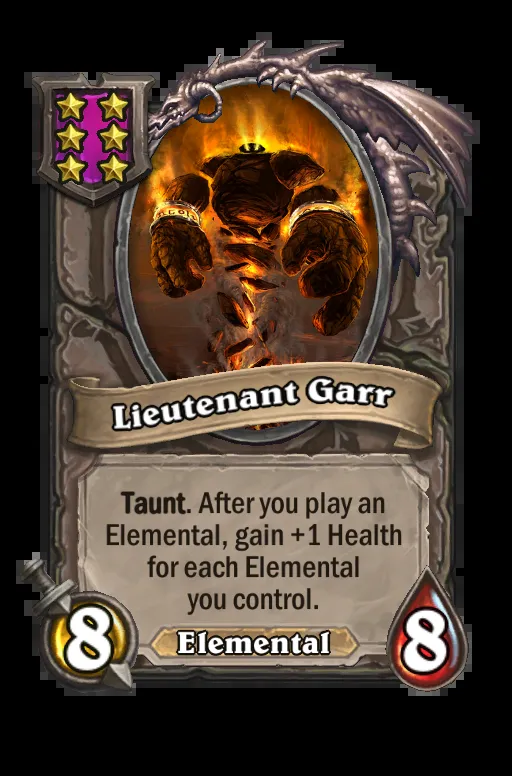 Lieutenant Garr
Taunt. After you play an
Elemental, gain +1 Health
for each Elemental
you control.
8
Elemental
8